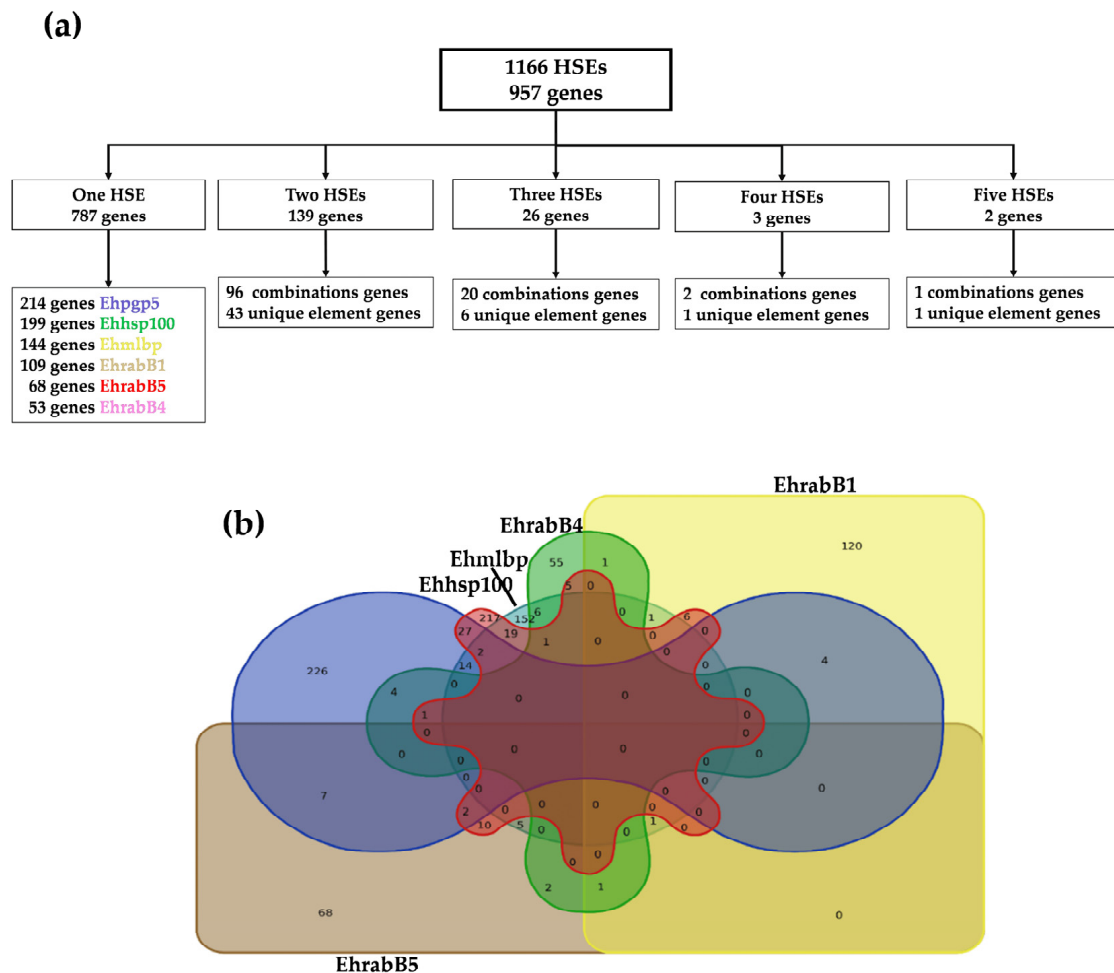 (a)
1166 HSEs
957 genes
One HSE
787 genes
Two HSEs
139 genes
Three HSEs
26 genes
Four HSEs
3 genes
Five HSEs
2 genes
214 genes Ehpgp5
199 genes Ehhsp100
144 genes Ehmlbp
109 genes EhrabB1
68 genes EhrabB5
53 genes EhrabB4
96 combinations genes
43 unique element genes
20 combinations genes
6 unique element genes
2 combinations genes
1 unique element genes
1 combinations genes
1 unique element genes
(b)
EhrabB1
EhrabB4
Ehmlbp
Ehhsp100
120
55 1
5 0
217 152 6 0 1 6
27 19 1 0 0 0
2 0
14 0
226 4
4 0 0 0
0 0
1 0
0 0
0 0 0 0
0 0
0 0
7 0 0 0
2 0 0 0 0 0
10 5 0 0 1 0
0 0
2 1
68 0
EhrabB5